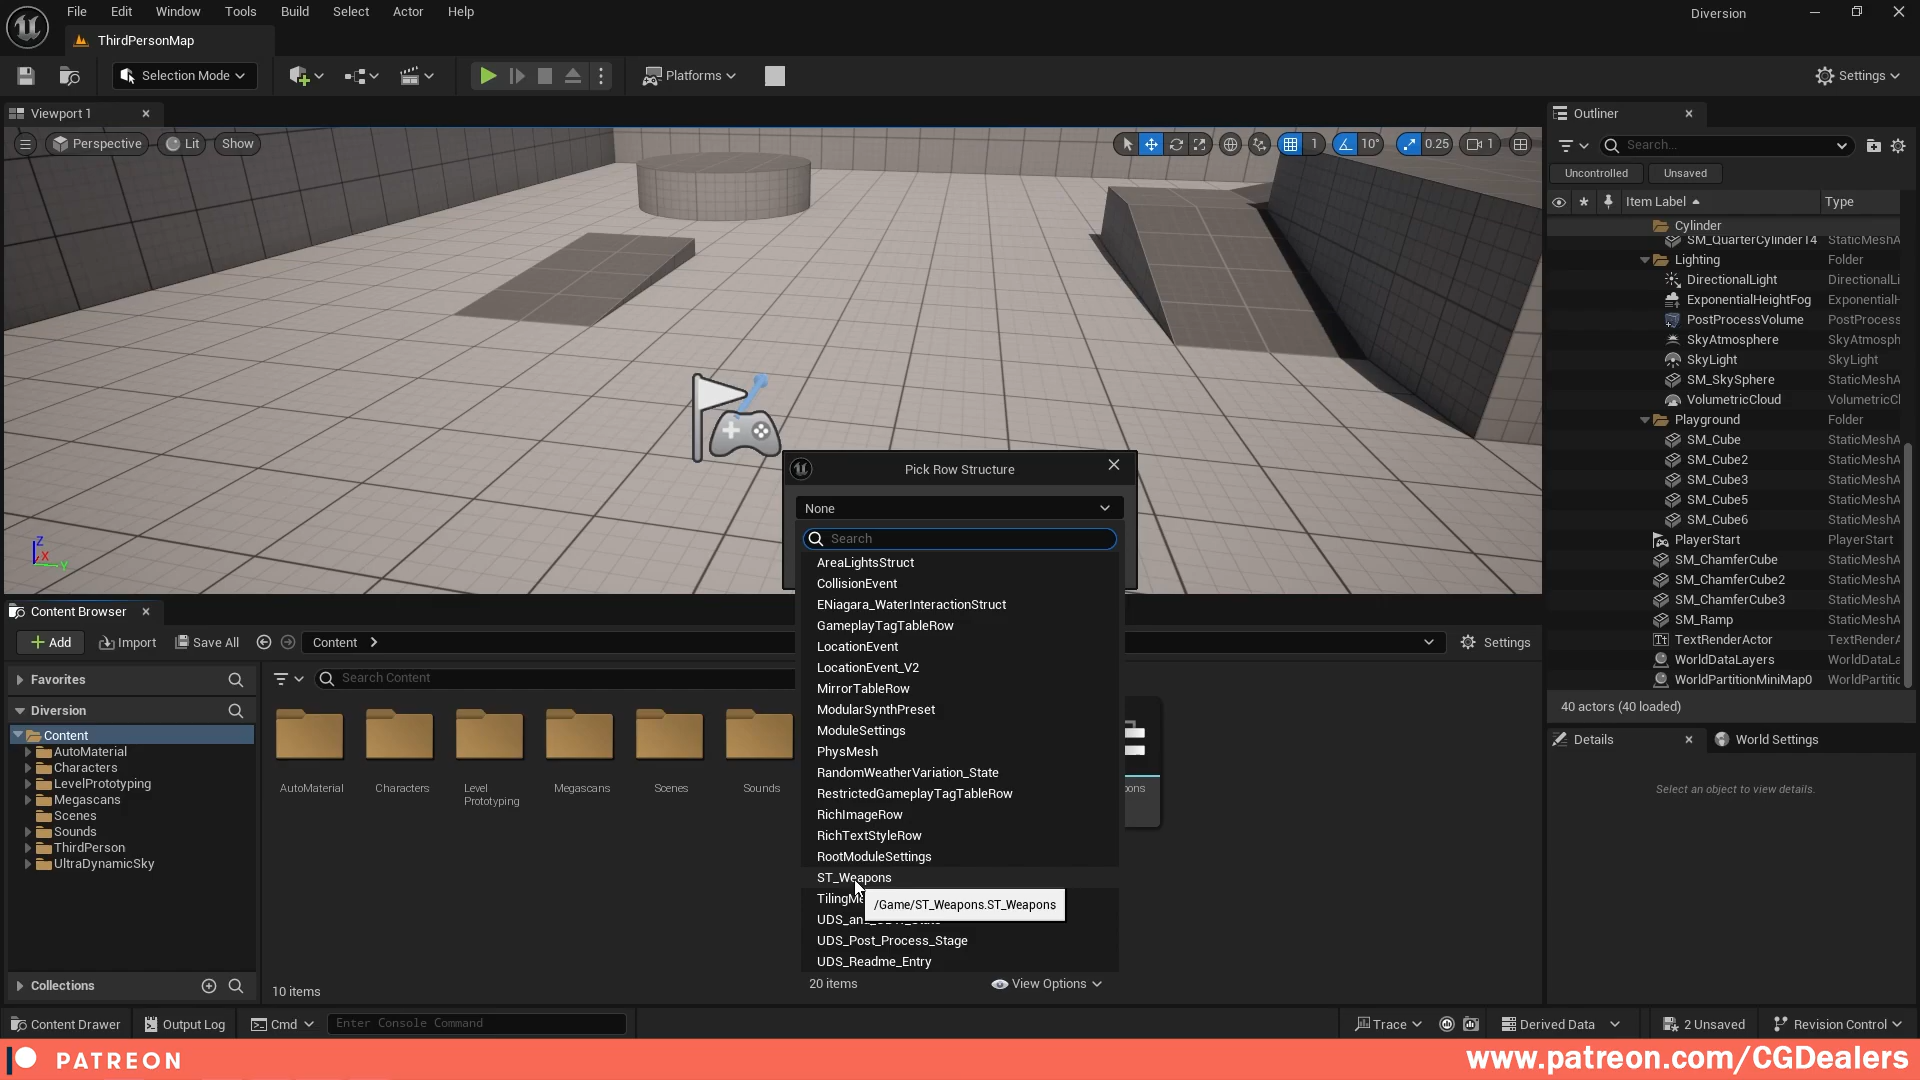 File Edit Window Tools Build Select Actor Help
Diversion
ThirdPersonMap
Selection Mode
Platforms
Settings
Viewport 1
Perspective
Lit
Show
1
10°
0.25
1
Outliner
Search...
Uncontrolled
Unsaved
Item Label
Type
Cylinder
SM_QuarterCylinder14 StaticMeshA
Lighting Folder
DirectionalLight DirectionalLi
ExponentialHeightFog ExponentialH
PostProcessVolume PostProcess
SkyAtmosphere SkyAtmosph
SkyLight SkyLight
SM_SkySphere StaticMeshA
VolumetricCloud VolumetricCl
Playground Folder
SM_Cube StaticMeshA
SM_Cube2 StaticMeshA
SM_Cube3 StaticMeshA
SM_Cube5 StaticMeshA
SM_Cube6 StaticMeshA
PlayerStart PlayerStart
SM_ChamferCube StaticMeshA
SM_ChamferCube2 StaticMeshA
SM_ChamferCube3 StaticMeshA
SM_Ramp StaticMeshA
TextRenderActor TextRenderA
WorldDataLayers WorldDataLa
WorldPartitionMiniMap0 WorldPartitic
40 actors (40 loaded)
Details
World Settings
Select an object to view details.
Z
X
Y
Pick Row Structure
None
Search
AreaLightsStruct
CollisionEvent
ENiagara_WaterInteractionStruct
GameplayTagTableRow
LocationEvent
LocationEvent_V2
MirrorTableRow
ModularSynthPreset
ModuleSettings
PhysMesh
RandomWeatherVariation_State
RestrictedGameplayTagTableRow
RichImageRow
RichTextStyleRow
RootModuleSettings
ST_Weapons
TilingMe
/Game/ST_Weapons.ST_Weapons
UDS_Post_Process_Stage
UDS_Readme_Entry
20 items
View Options
Content Browser
Add
Import
Save All
Content
Settings
Favorites
Search Content
Diversion
Content
AutoMaterial
Characters
LevelPrototyping
Megascans
Scenes
Sounds
ThirdPerson
UltraDynamicSky
AutoMaterial
Characters
Level
Prototyping
Megascans
Scenes
Sounds
pons
Collections
10 items
Content Drawer
Output Log
Cmd
Enter Console Command
Trace
Derived Data
2 Unsaved
Revision Control
PATREON
www.patreon.com/CGDealers